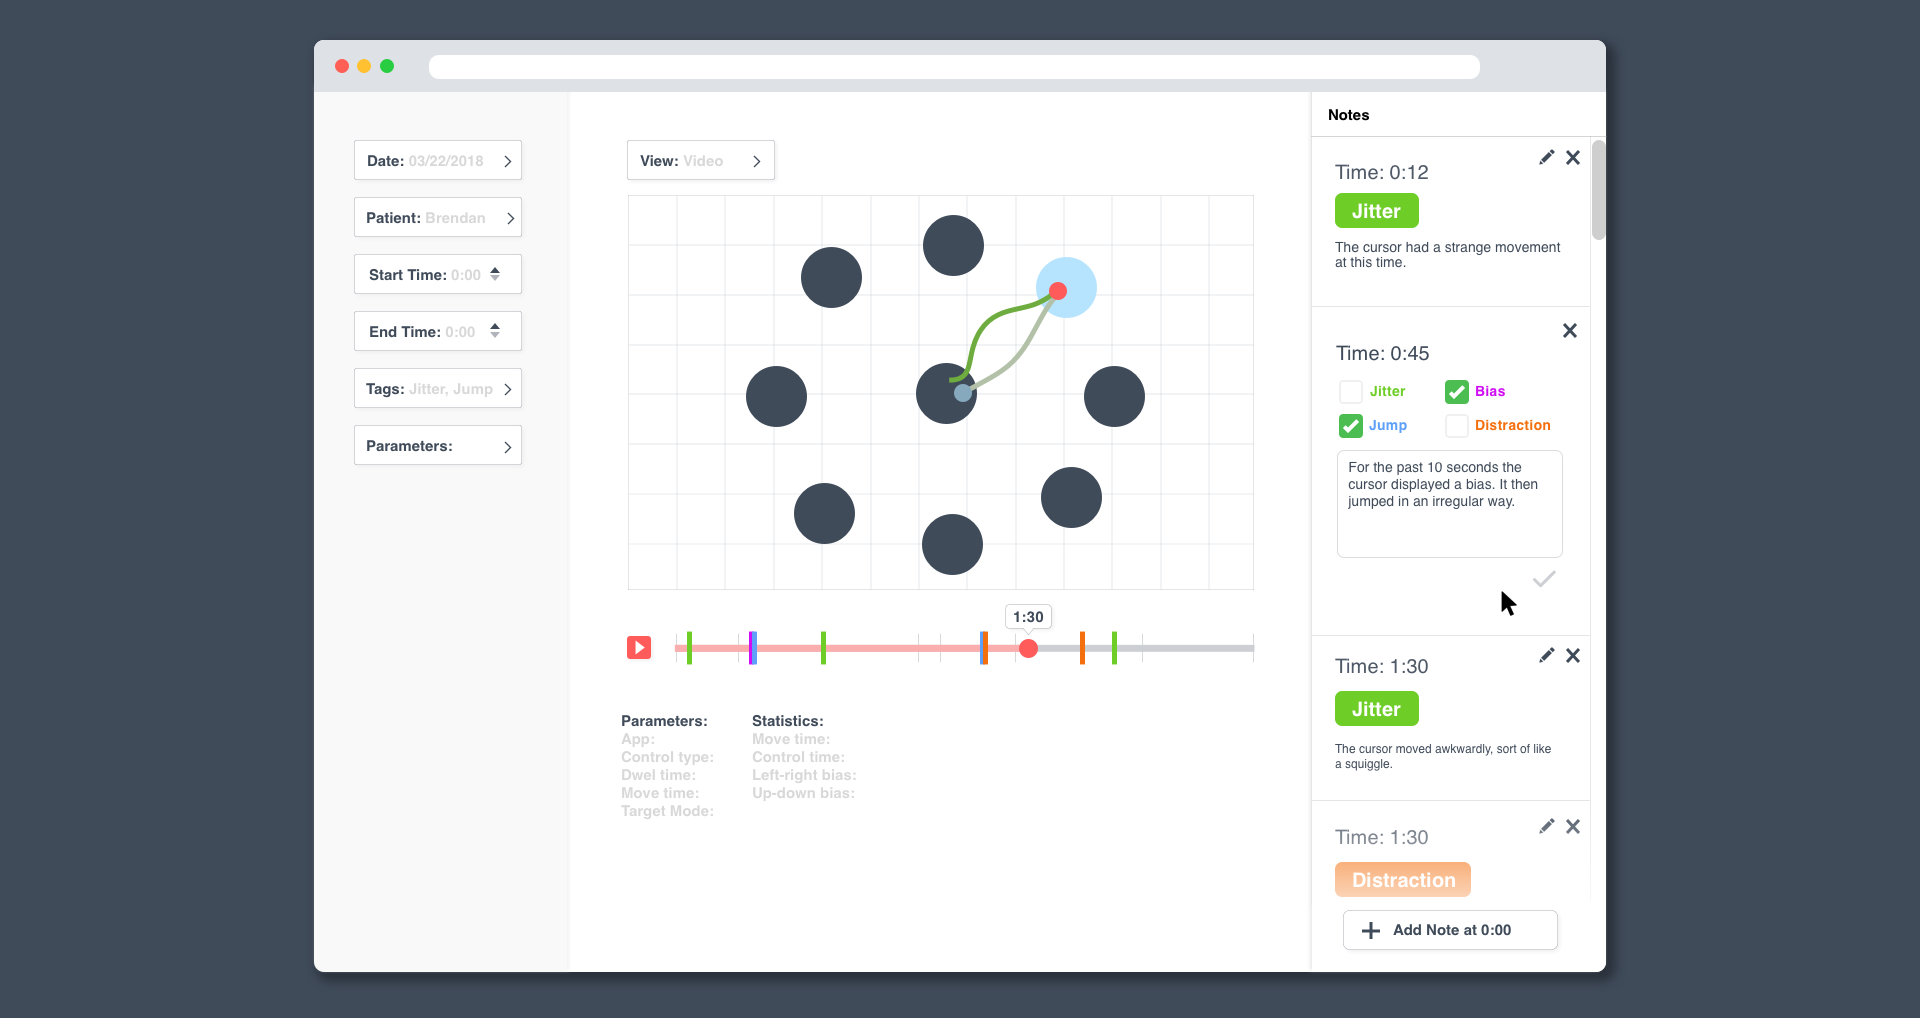 Date: 03/22/2018
Patient: Brendan
Start Time: 0:00
End Time: 0:00
Tags: Jitter, Jump
Parameters:
View: Video
1:30
Parameters:
App:
Control type:
Dwel time:
Move time:
Target Mode:
Statistics:
Move time:
Control time:
Left-right bias:
Up-down bias:
Notes
Time: 0:12
Jitter
The cursor had a strange movement
at this time.
Time: 0:45
Jitter
Bias
Jump
Distraction
For the past 10 seconds the
cursor displayed a bias. It then
jumped in an irregular way.
Time: 1:30
Jitter
The cursor moved awkwardly, sort of like
a squiggle.
Time: 1:30
Distraction
Add Note at 0:00